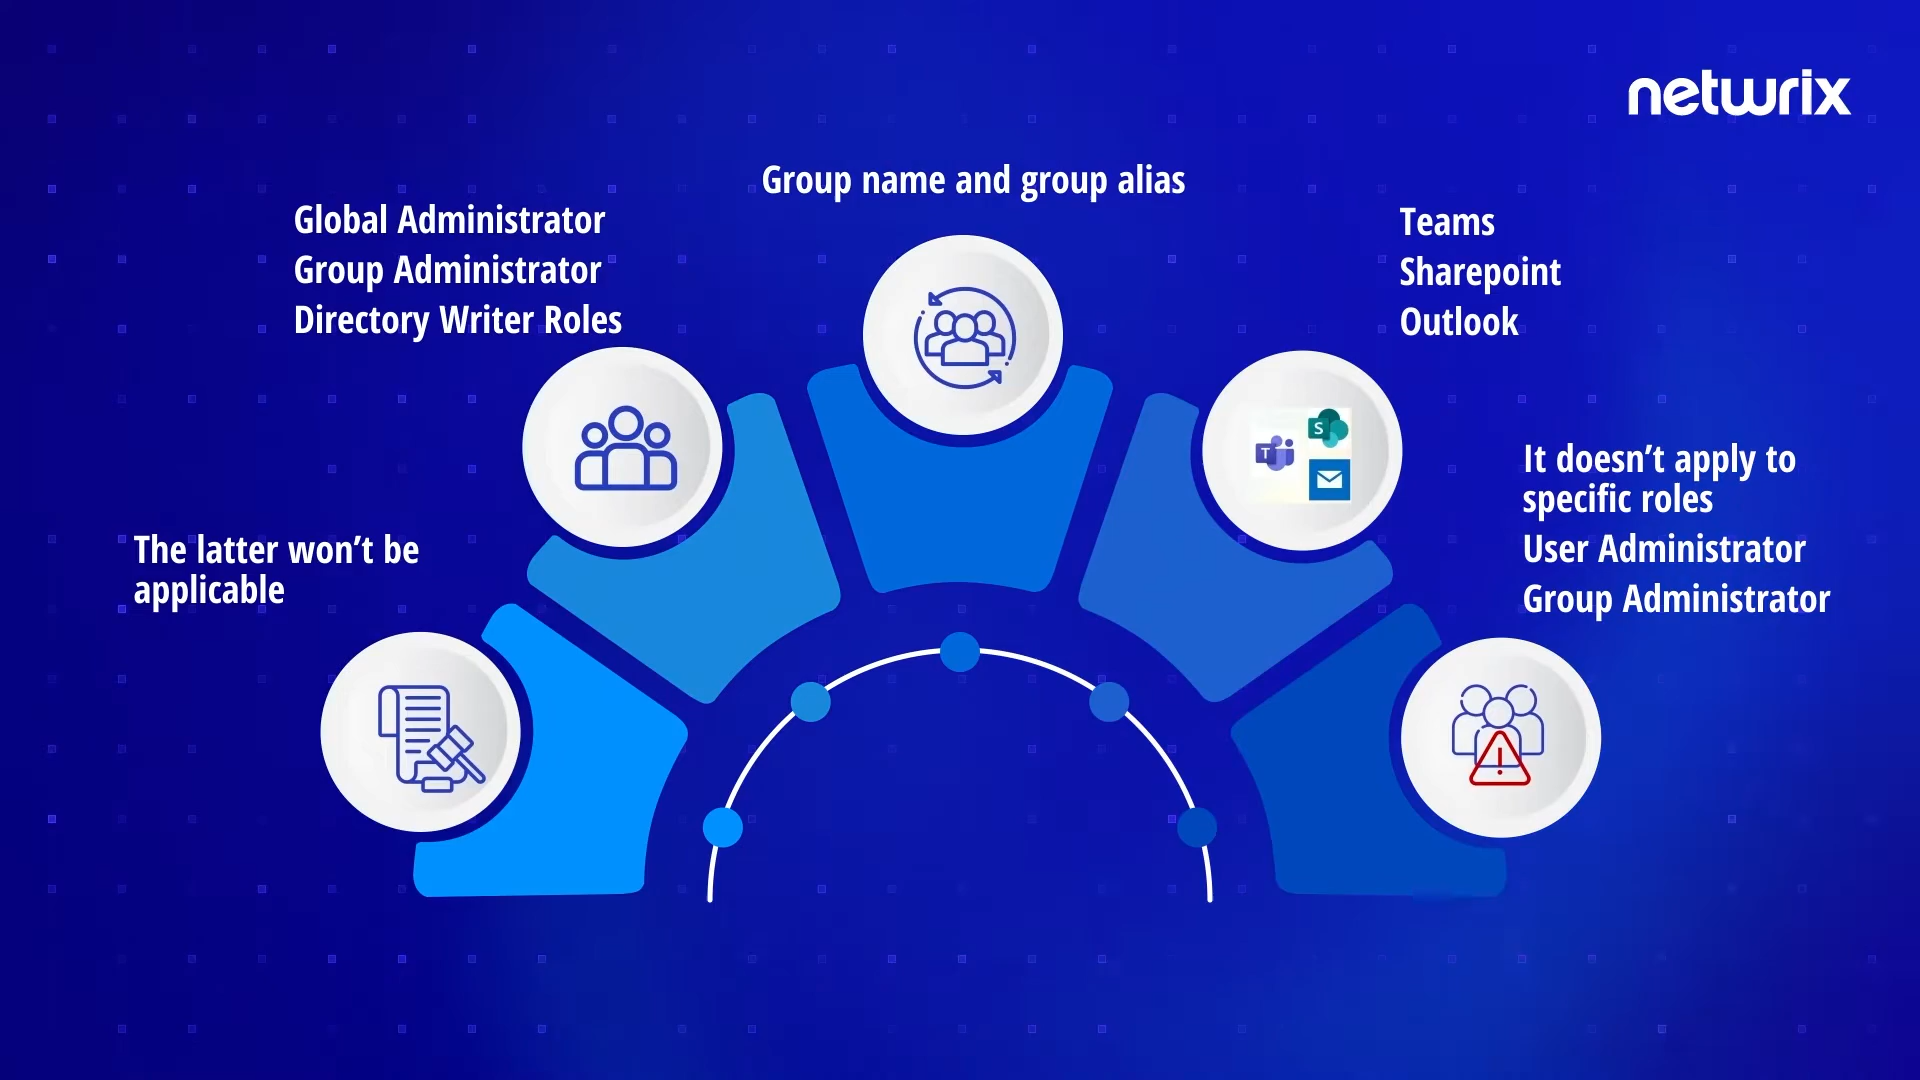 netwrix
Group name and group alias
Global Administrator
Group Administrator
Directory Writer Roles
Teams
Sharepoint
Outlook
The latter won’t be
applicable
It doesn’t apply to
specific roles
User Administrator
Group Administrator
T
S